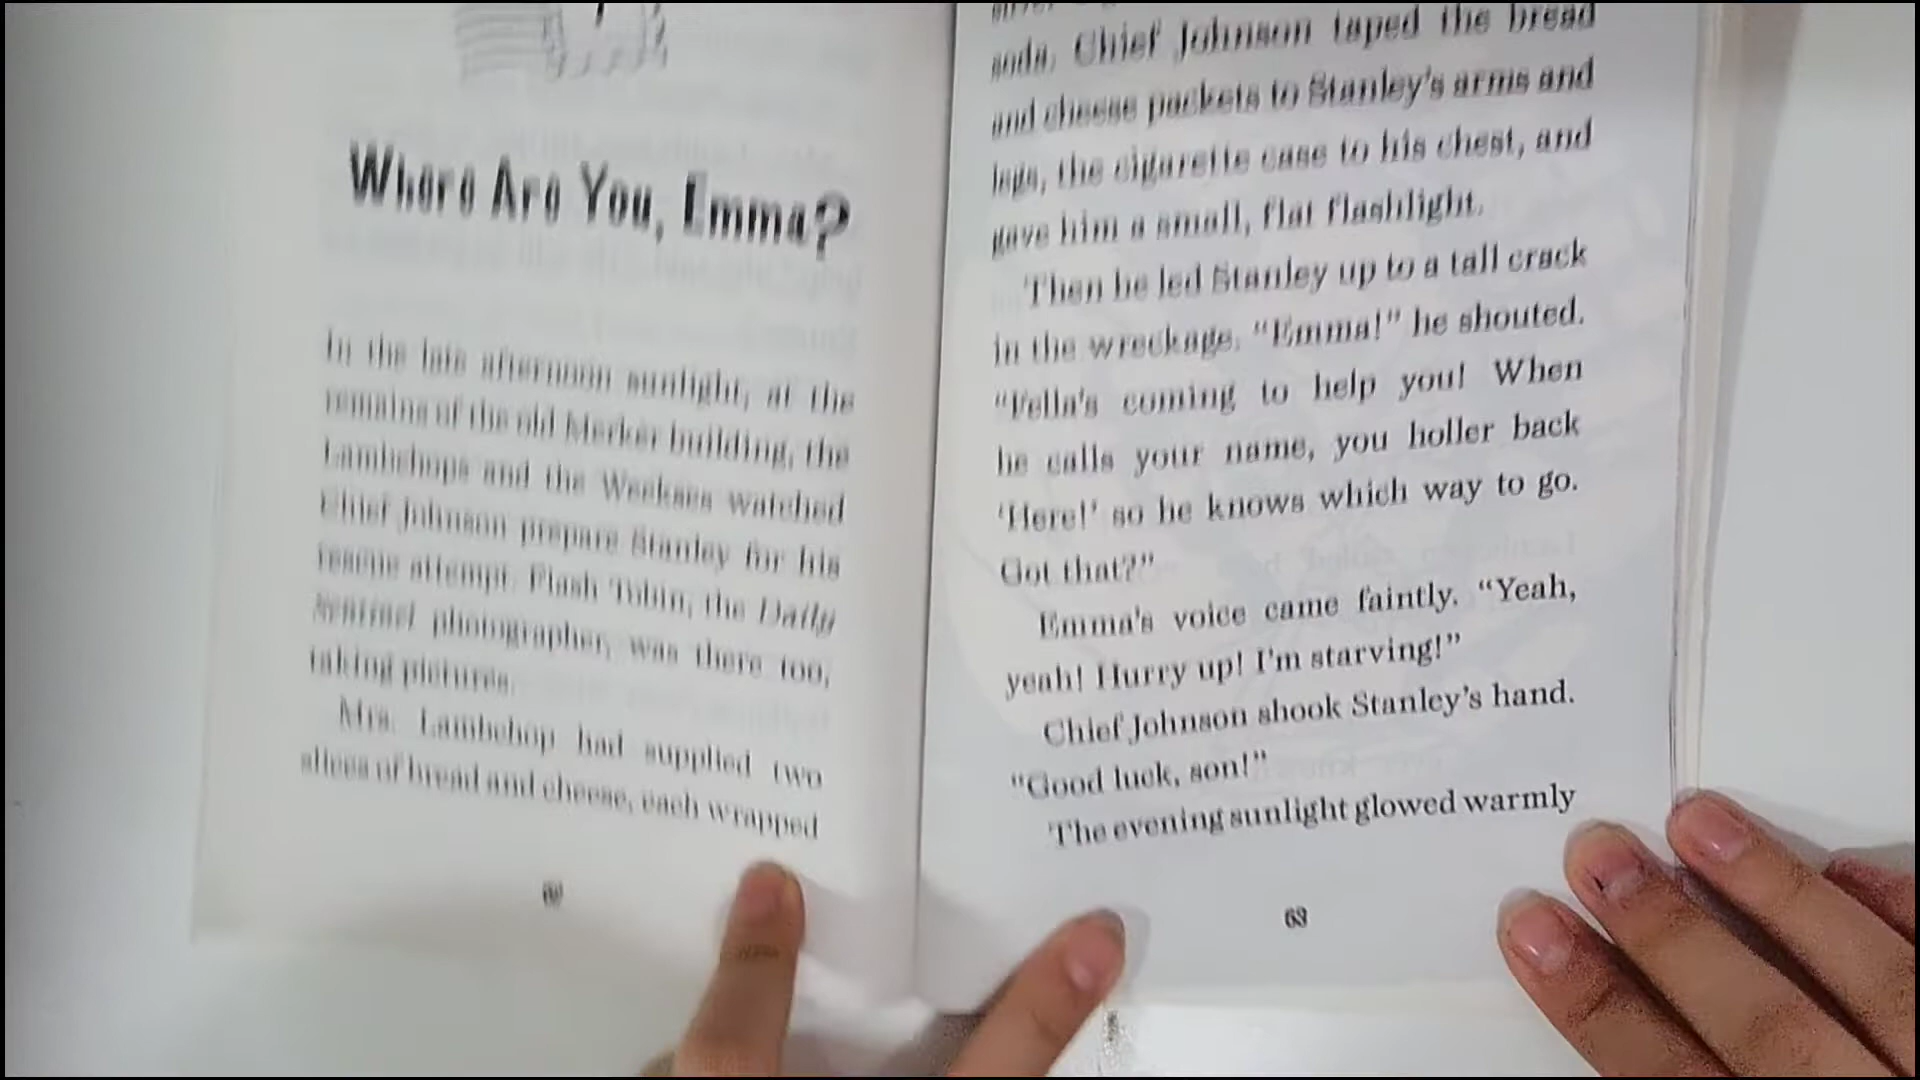 Where Are You, Emma?
In the late afternoon sunlight, at the
remains of the old Merker building, the
Lambchops and the Weekses watched
Chief Johnson prepare Stanley for his
rescue attempt. Flash Tobin, the Daily
Sentinel photographer, was there too,
taking pictures.
Mrs. Lambchop had supplied two
slices of bread and cheese, each wrapped
soda. Chief Johnson taped the bread
and cheese packets to Stanley's arms and
legs, the cigarette case to his chest, and
gave him a small, flat flashlight.
Then he led Stanley up to a tall crack
in the wreckage. “Emma!” he shouted.
“Fella's coming to help you! When
he calls your name, you holler back
‘Here!’ so he knows which way to go.
Got that?”
Emma's voice came faintly. “Yeah,
yeah! Hurry up! I'm starving!”
Chief Johnson shook Stanley's hand.
“Good luck, son!”
The evening sunlight glowed warmly
63